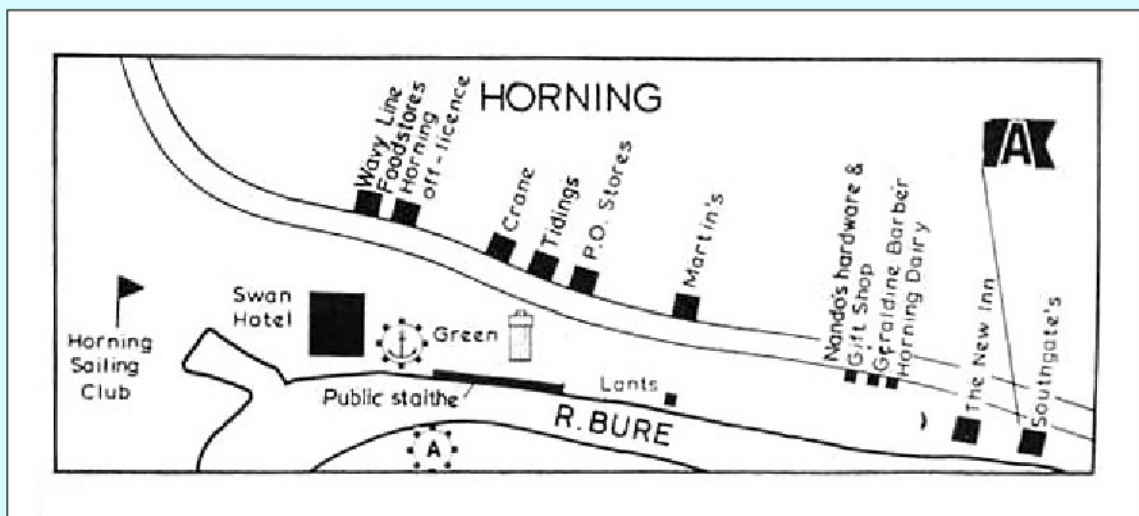 HORNING
Wavy Line
Foodstores
Horning
off-licence
Crane
Tidings
P.O. Stores
Martin's
Nando's hardware &
Gift Shop
Geraldine Barber
Horning Dairy
The New Inn
Southgate's
A
Horning
Sailing
Club
Swan
Hotel
Green
Public staithe
Lants
R. BURE
A